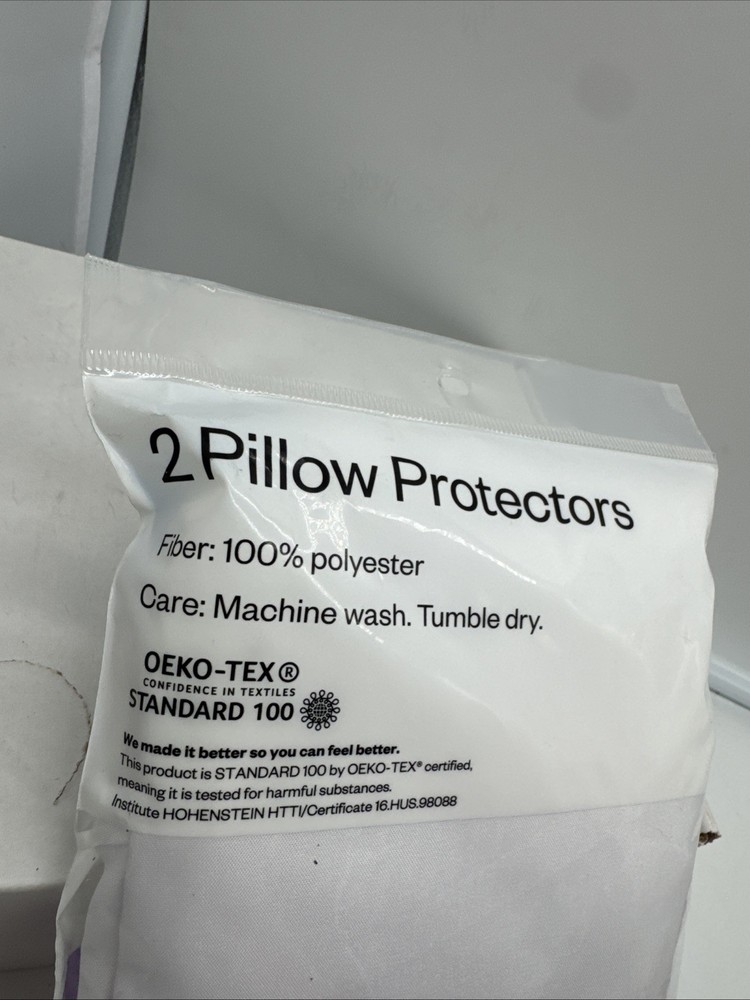 2 Pillow Protectors
Fiber: 100% polyester
Care: Machine wash. Tumble dry.
OEKO-TEX®
CONFIDENCE IN TEXTILES
STANDARD 100
We made it better so you can feel better.
This product is STANDARD 100 by OEKO-TEX® certified,
meaning it is tested for harmful substances.
Institute HOHENSTEIN HTTI/Certificate 16.HUS.98088